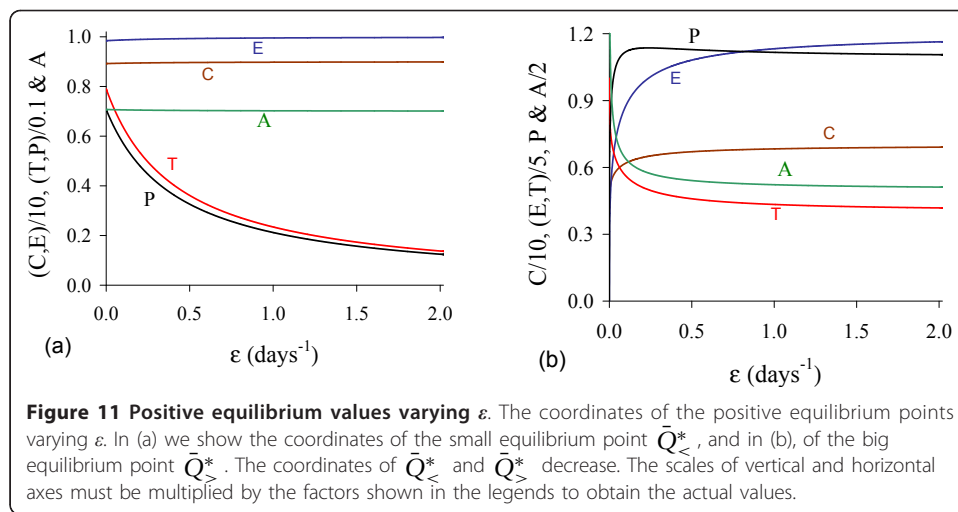 (C,E)/10, (T,P)/0.1 & A
1.0
0.8
0.6
0.4
0.2
0.0
E
C
A
T
P
0.0 0.5 1.0 1.5 2.0
(a)
ε (days-1)
C/10, (E,T)/5, P & A/2
1.2
0.9
0.6
0.3
0.0
P
E
C
A
T
0.0 0.5 1.0 1.5 2.0
(b)
ε (days-1)
Figure 11 Positive equilibrium values varying ε. The coordinates of the positive equilibrium points
varying ε. In (a) we show the coordinates of the small equilibrium point Q̄*<, and in (b), of the big
equilibrium point Q̄*>. The coordinates of Q̄*< and Q̄*> decrease. The scales of vertical and horizontal
axes must be multiplied by the factors shown in the legends to obtain the actual values.